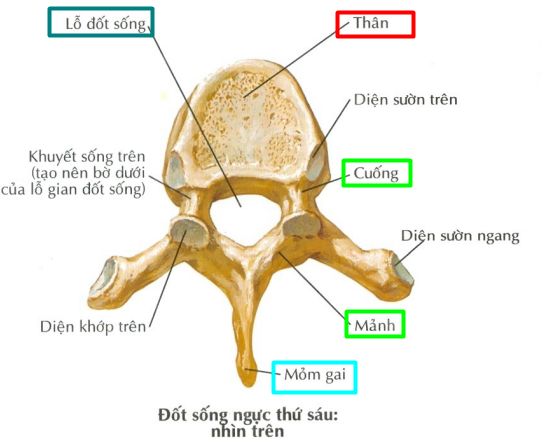 Lỗ đốt sống
Thân
Diện sườn trên
Khuyết sống trên
(tạo nên bờ dưới
của lỗ gian đốt sống)
Cuống
Diện sườn ngang
Diện khớp trên
Mảnh
Mỏm gai
Đốt sống ngực thứ sáu:
nhìn trên